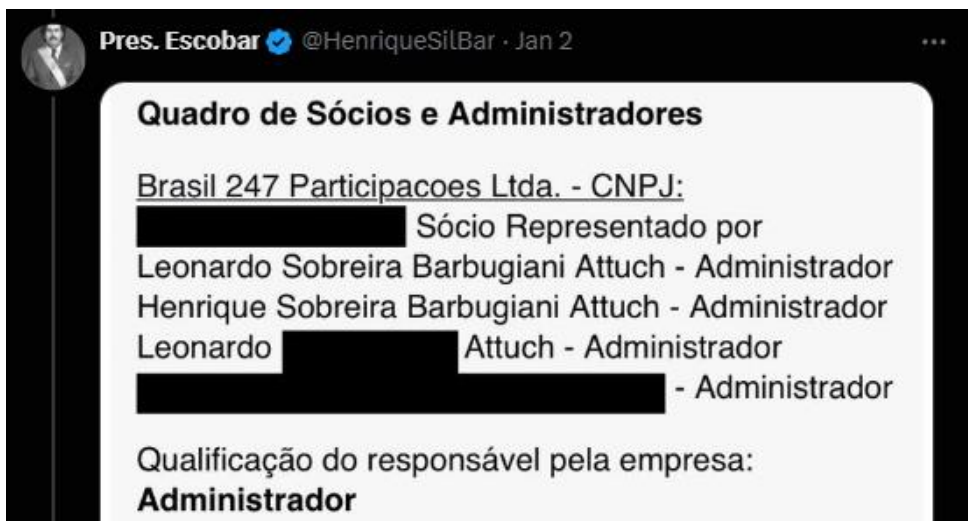 Pres. Escobar @HenriqueSilBar · Jan 2
Quadro de Sócios e Administradores
Brasil 247 Participacoes Ltda. - CNPJ:
Sócio Representado por
Leonardo Sobreira Barbugiani Attuch - Administrador
Henrique Sobreira Barbugiani Attuch - Administrador
Leonardo Attuch - Administrador
- Administrador
Qualificação do responsável pela empresa:
Administrador